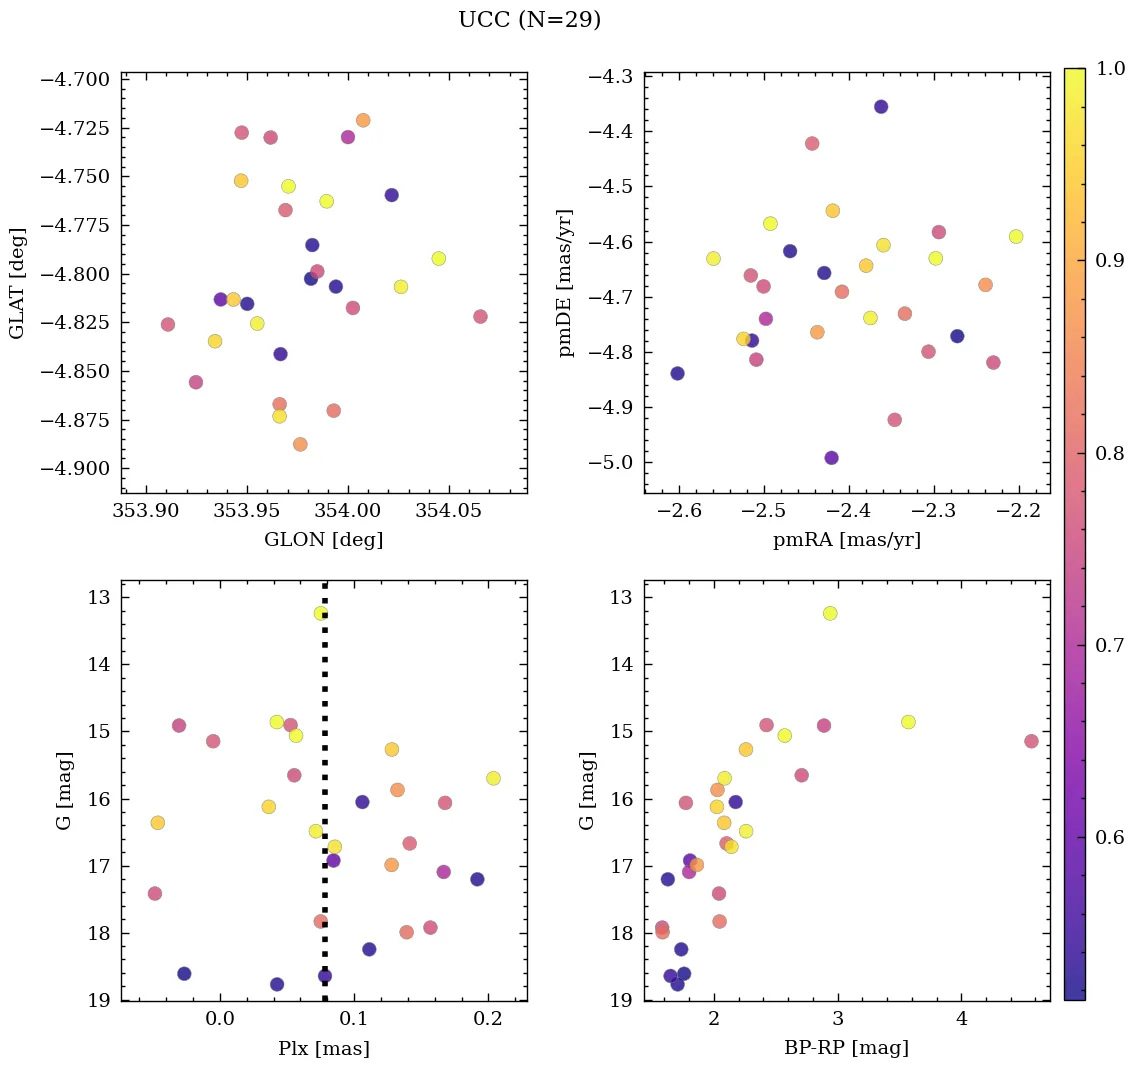 UCC (N=29)
−4.700
−4.725
−4.750
−4.775
−4.800
−4.825
−4.850
−4.875
−4.900
GLAT [deg]
353.90 353.95 354.00 354.05
GLON [deg]
−4.3
−4.4
−4.5
−4.6
−4.7
−4.8
−4.9
−5.0
pmDE [mas/yr]
−2.6 −2.5 −2.4 −2.3 −2.2
pmRA [mas/yr]
1.0
0.9
0.8
0.7
0.6
13
14
15
16
17
18
19
G [mag]
0.0 0.1 0.2
Plx [mas]
13
14
15
16
17
18
19
G [mag]
2 3 4
BP-RP [mag]